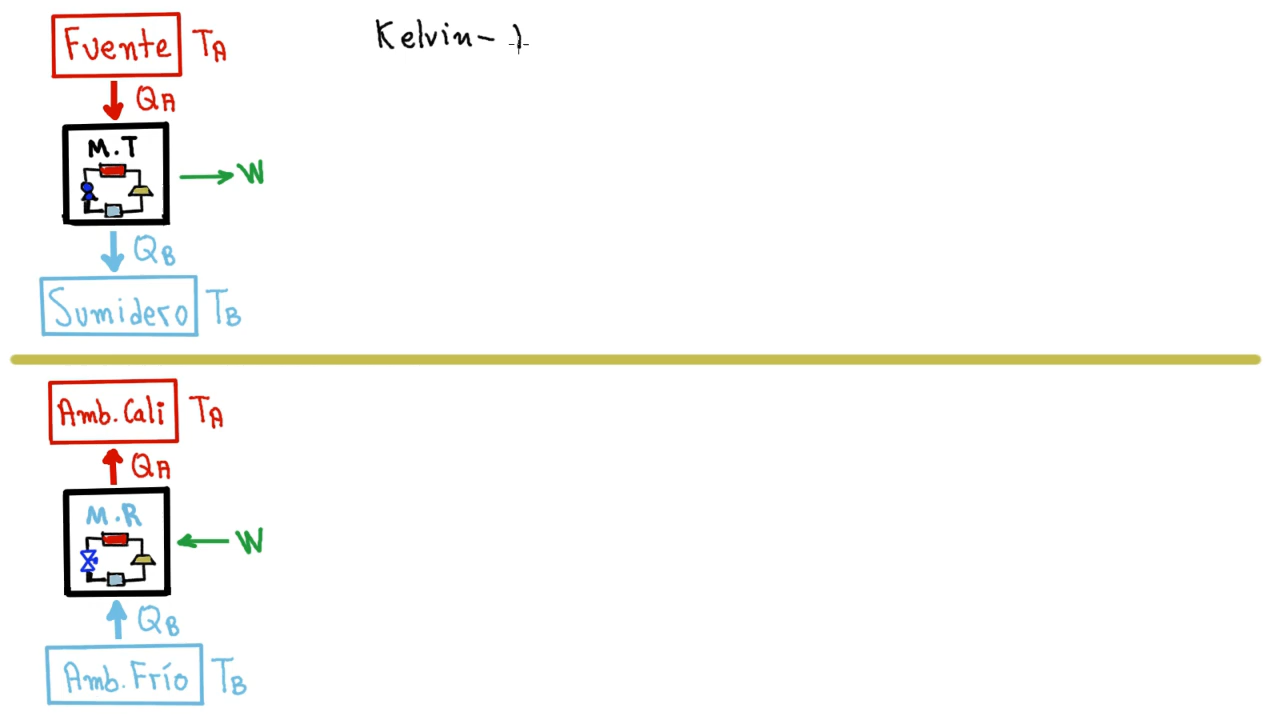 Fuente TA
Kelvin-
QA
M.T
W
QB
Sumidero TB
Amb.Cali TA
QA
M.R
W
QB
Amb.Frío TB